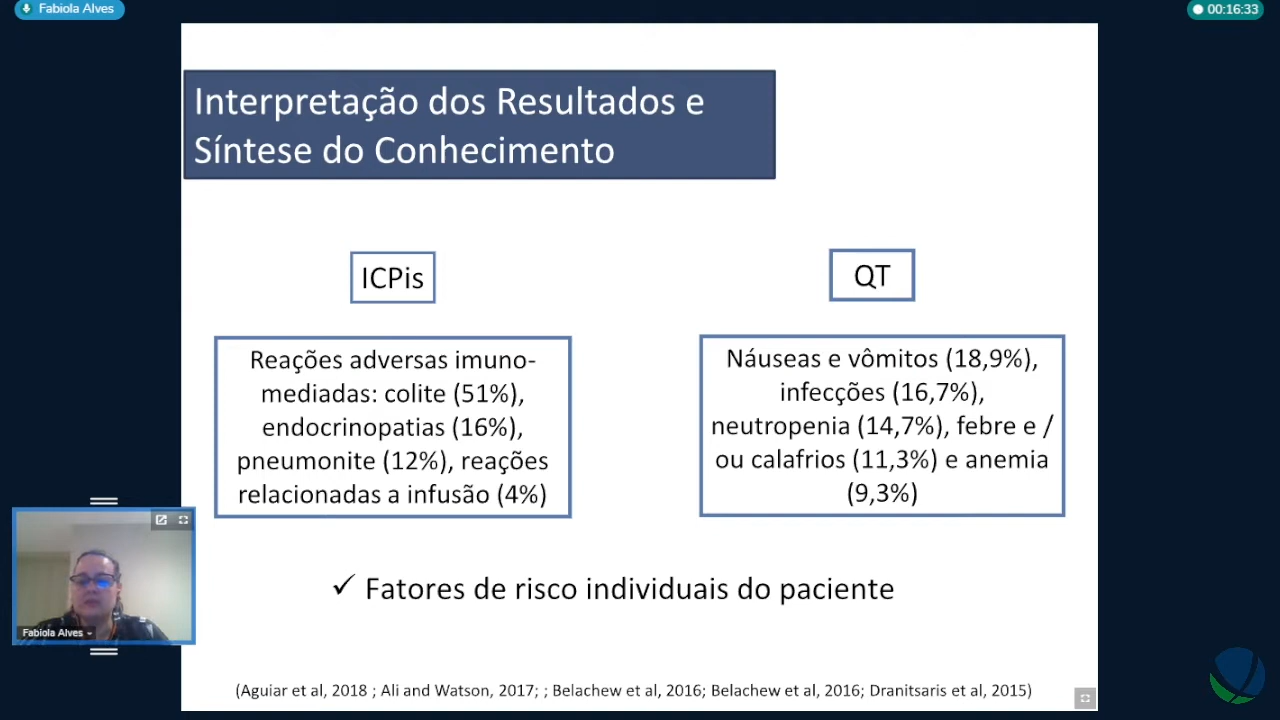 Fabiola Alves
00:16:33
Interpretação dos Resultados e
Síntese do Conhecimento
ICPis
QT
Reações adversas imuno-
mediadas: colite (51%),
endocrinopatias (16%),
pneumonite (12%), reações
relacionadas a infusão (4%)
Náuseas e vômitos (18,9%),
infecções (16,7%),
neutropenia (14,7%), febre e /
ou calafrios (11,3%) e anemia
(9,3%)
✓ Fatores de risco individuais do paciente
Fabiola Alves
(Aguiar et al, 2018 ; Ali and Watson, 2017; ; Belachew et al, 2016; Belachew et al, 2016; Dranitsaris et al, 2015)